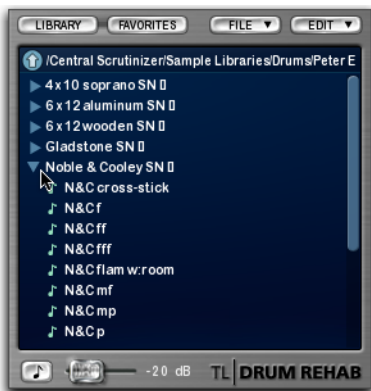 LIBRARY FAVORITES FILE ▼ EDIT ▼
/Central Scrutinizer/Sample Libraries/Drums/Peter E
4x10 soprano SN ▯
6x12 aluminum SN ▯
6x12 wooden SN ▯
Gladstone SN ▯
Noble & Cooley SN ▯
N&C cross-stick
N&C f
N&C ff
N&C fff
N&C flam w:room
N&C mf
N&C mp
N&C p
-20 dB TL DRUM REHAB